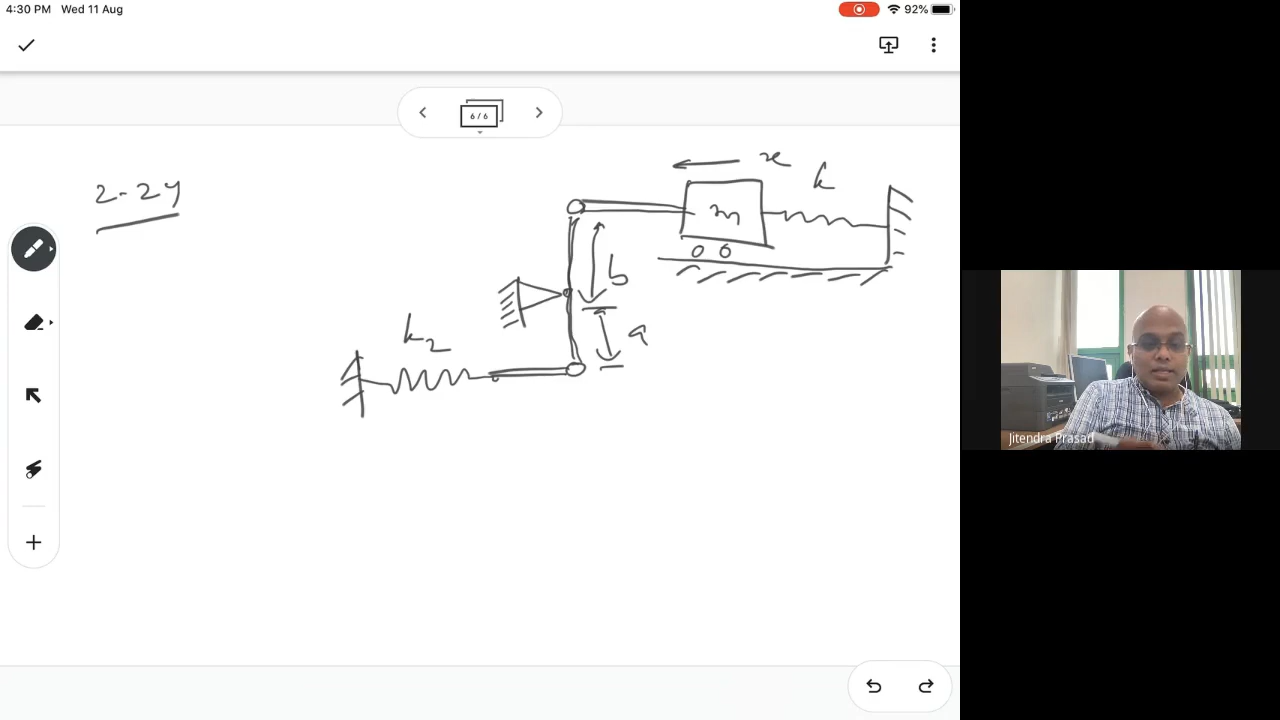 4:30 PM Wed 11 Aug
92%
6/6
2-24
x
k
m
b
a
k2
Jitendra Prasad